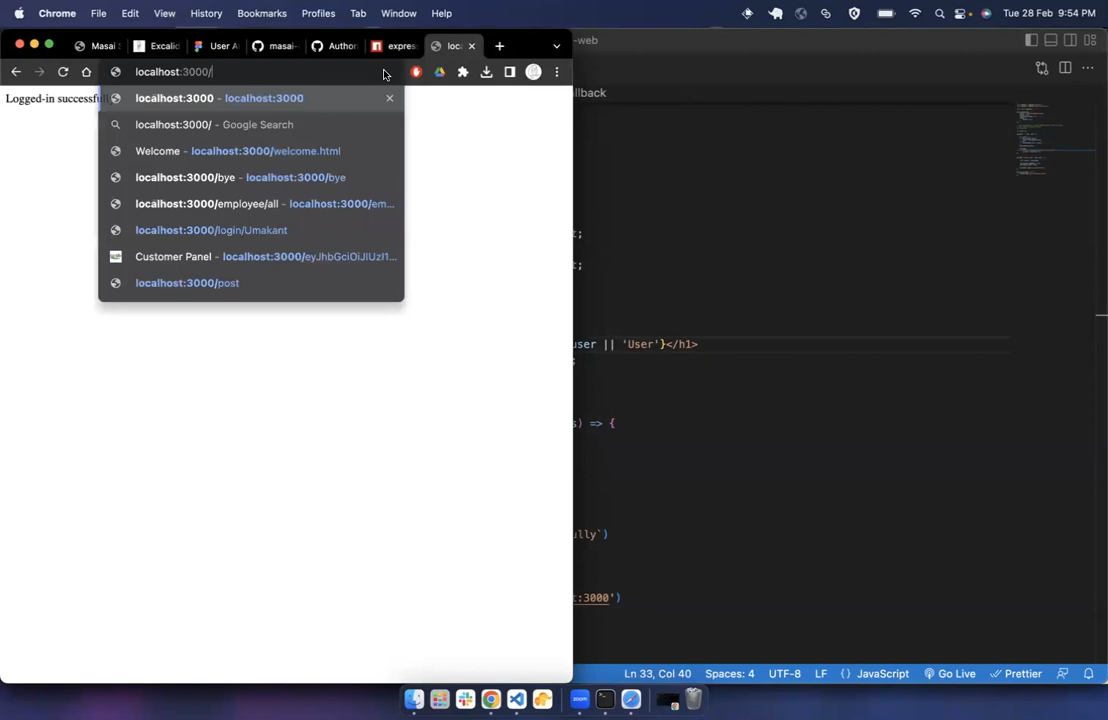 Chrome File Edit View History Bookmarks Profiles Tab Window Help Tue 28 Feb 9:54 PM
Masai Excalid User A masai- Author express loc
-web
localhost:3000/
llback
Logged-in successful
localhost:3000 - localhost:3000
localhost:3000/ - Google Search
Welcome - localhost:3000/welcome.html
localhost:3000/bye - localhost:3000/bye
localhost:3000/employee/all - localhost:3000/em...
localhost:3000/login/Umakant
t;
Customer Panel - localhost:3000/eyJhbGciOiJIUzI1...
t;
localhost:3000/post
user || 'User'}</h1>
;
s) => {
ully`)
t:3000')
Ln 33, Col 40 Spaces: 4 UTF-8 LF {} JavaScript Go Live Prettier
zoom